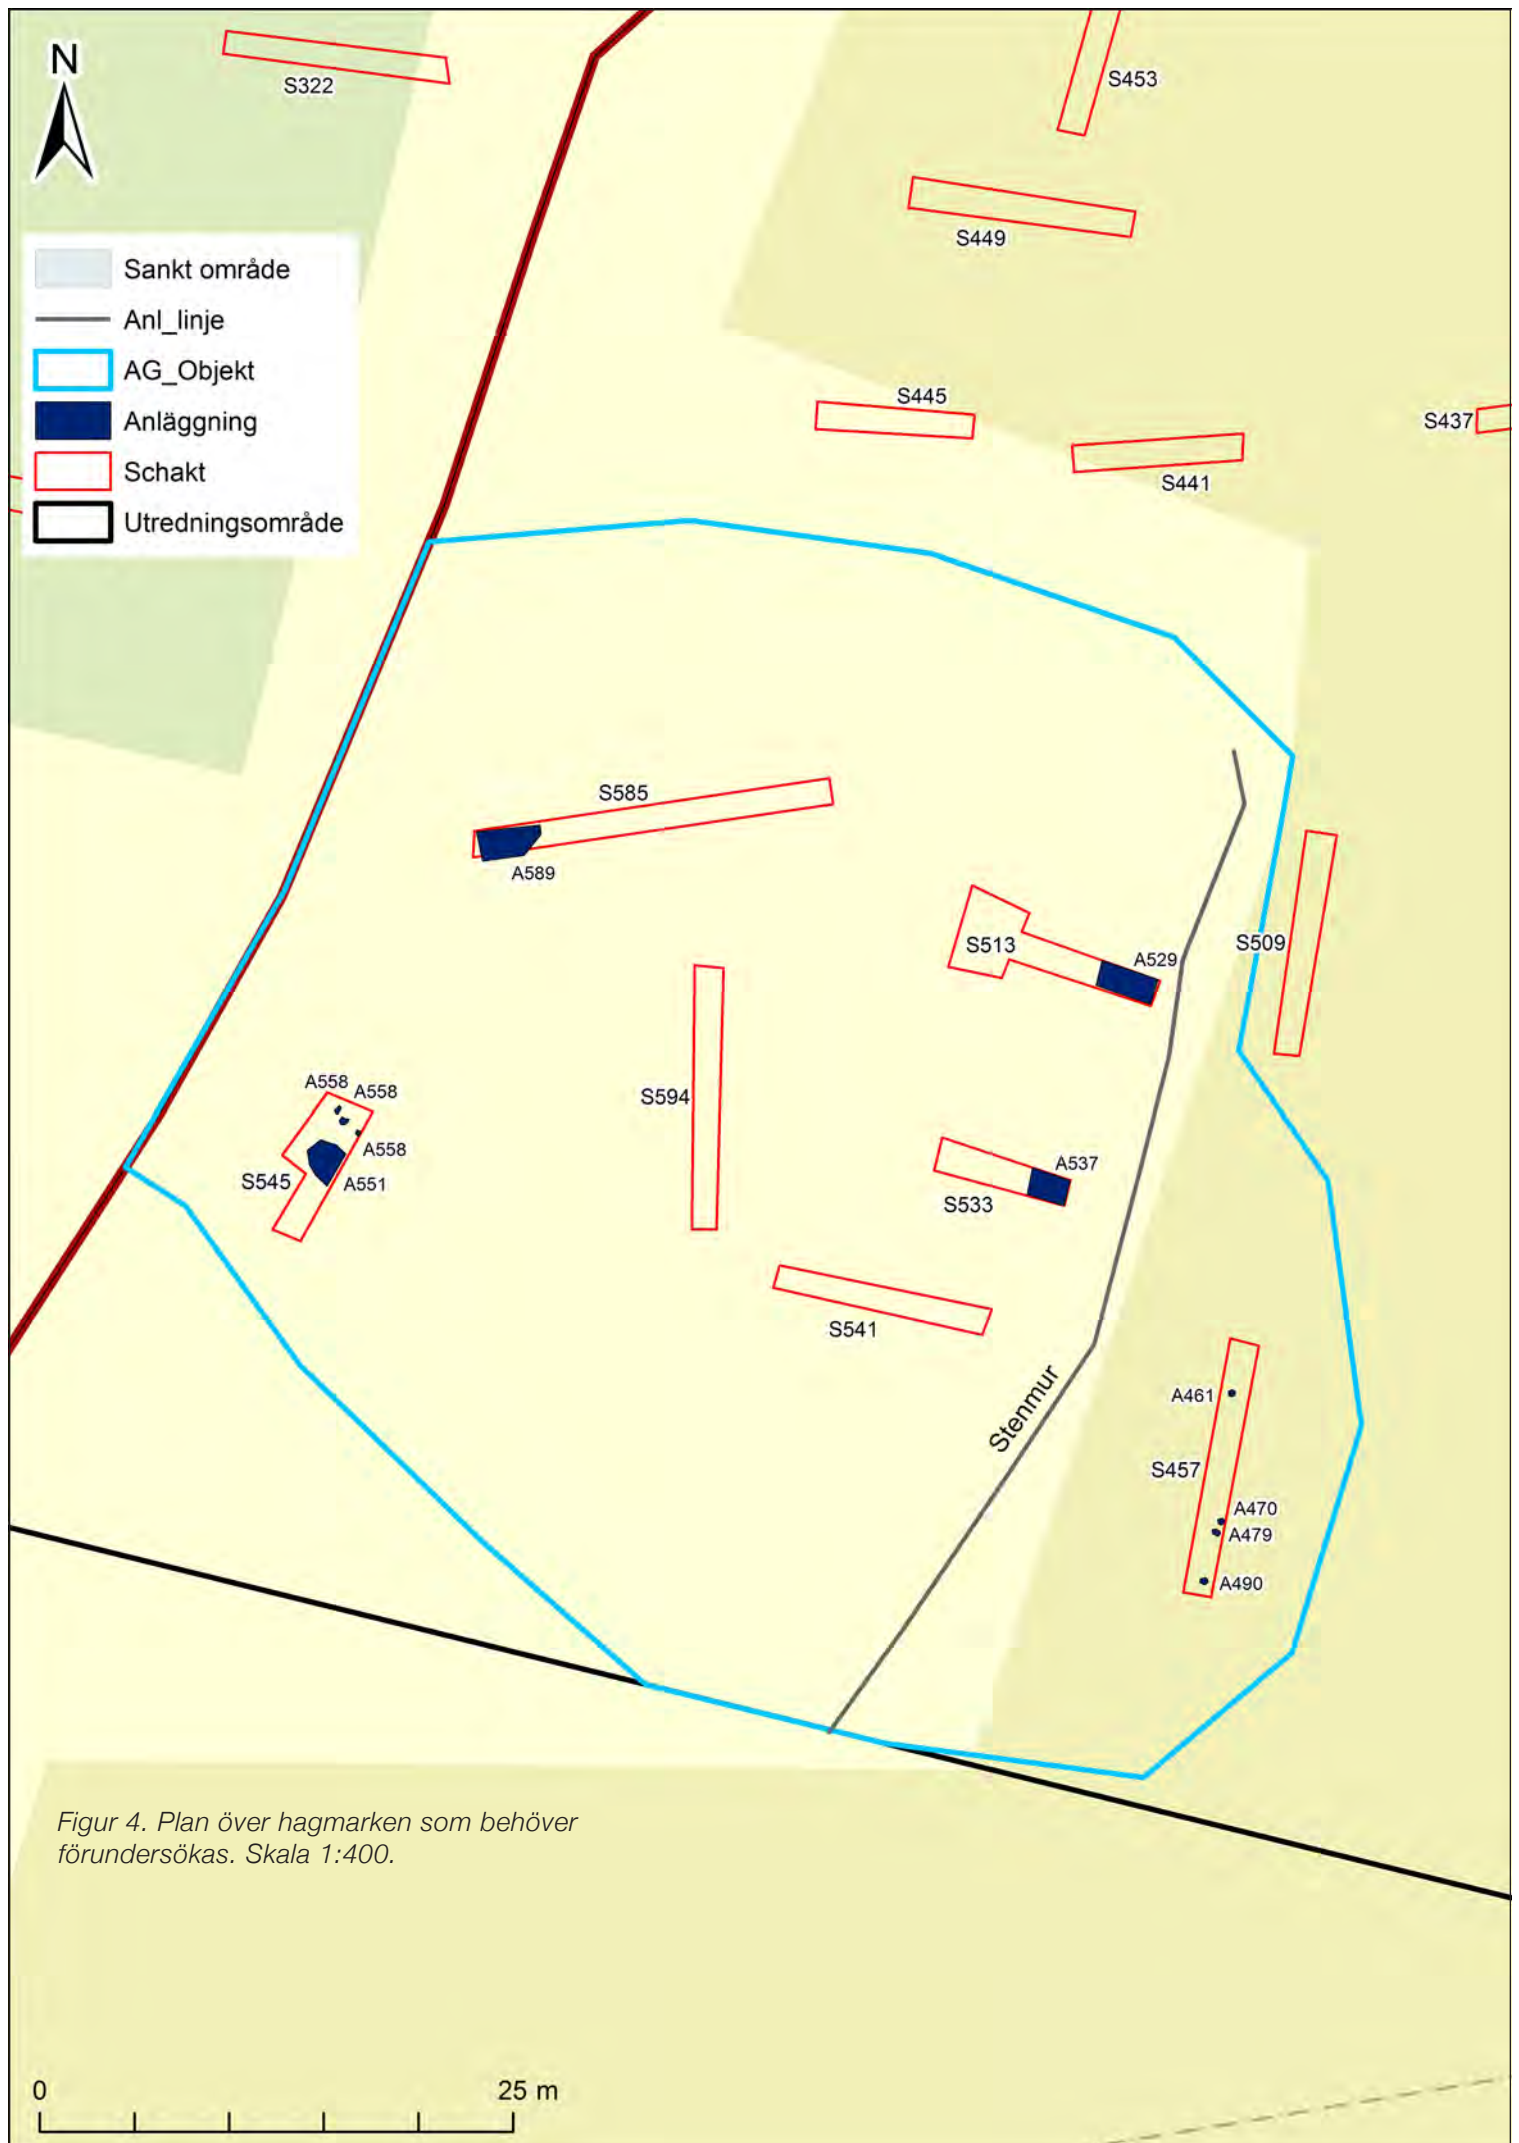 N
S322
S453
S449
Sankt område
Anl_linje
AG_Objekt
Anläggning
Schakt
Utredningsområde
S445
S437
S441
S585
A589
S513
A529
S509
A558
A558
A558
S545
A551
S594
A537
S533
S541
Stenmur
A461
S457
A470
A479
A490
Figur 4. Plan över hagmarken som behöver
förundersökas. Skala 1:400.
0 25 m